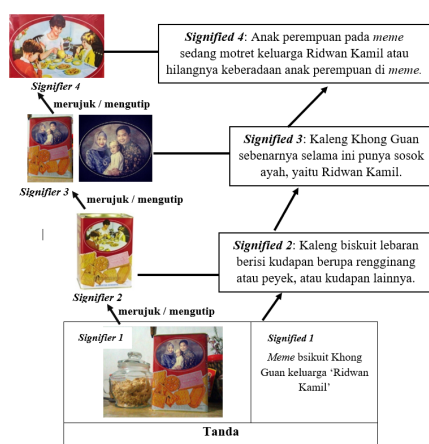 Signified 4: Anak perempuan pada meme
sedang motret keluarga Ridwan Kamil atau
hilangnya keberadaan anak perempuan di meme.
Signifier 4
merujuk / mengutip
Signified 3: Kaleng Khong Guan
sebenarnya selama ini punya sosok
ayah, yaitu Ridwan Kamil.
Signifier 3
merujuk / mengutip
Signified 2: Kaleng biskuit lebaran
berisi kudapan berupa rengginang
atau peyek, atau kudapan lainnya.
Signifier 2
merujuk / mengutip
Signifier 1
Signified 1
Meme bsikuit Khong
Guan keluarga ‘Ridwan
Kamil’
Tanda